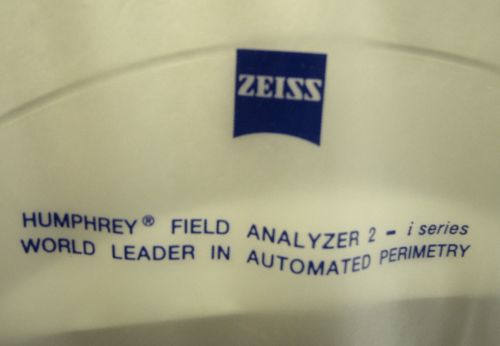 ZEISS
HUMPHREY® FIELD ANALYZER 2 - i series
WORLD LEADER IN AUTOMATED PERIMETRY